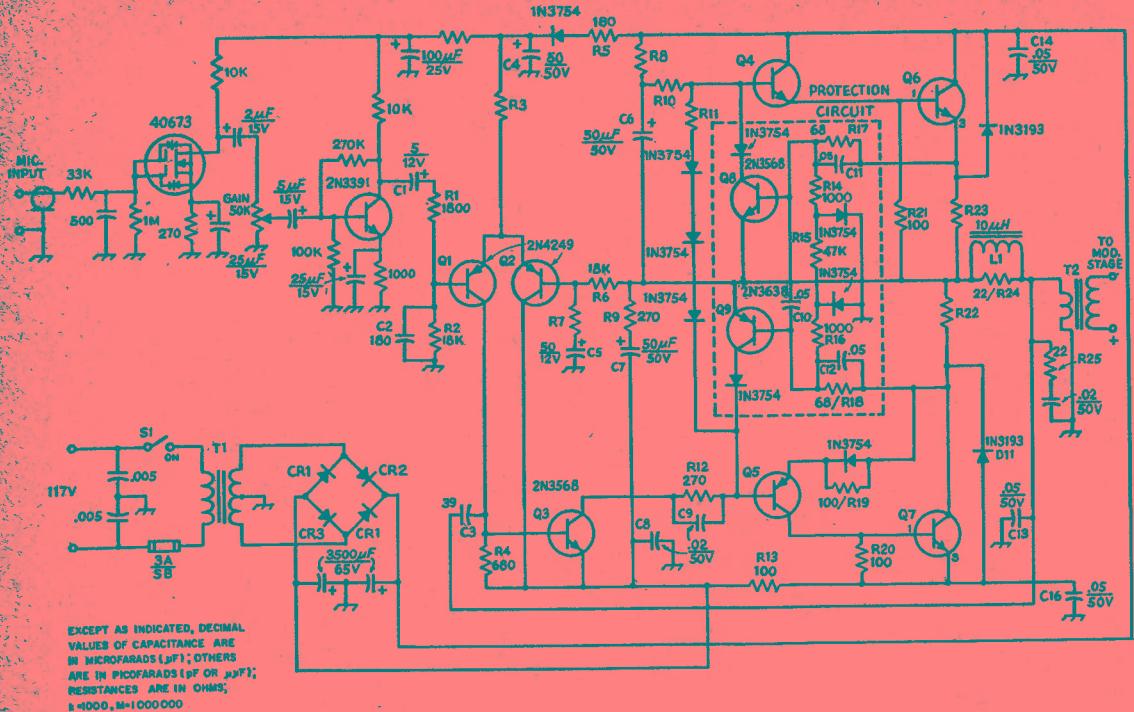 1N3754
180
R5
100µF
25V
C4
50
50V
R8
Q4
C14
.05
50V
Q6
1
3
10K
2µF
15V
40673
10K
R3
R10
R11
PROTECTION
CIRCUIT
C6
50µF
50V
1N3754
68
R17
1N3193
MIC.
INPUT
33K
270K
5
12V
C1
2N3391
1N3754
2N3568
.05
C11
Q8
R14
1000
GAIN
50K
5µF
15V
R1
1800
500
1M
270
25µF
15V
100K
25µF
15V
1000
2N4249
Q1
Q2
1N3754
R15
47K
1N3754
R21
100
R23
10µH
L1
TO
MOD.
STAGE
T2
+
18K
R6
1N3754
1N3754
22/R24
2N3638
.05
C10
Q9
1000
R16
R22
C2
180
R2
18K
R7
R9
270
50
12V
C5
50µF
50V
C7
C12
.05
1N3754
68/R18
22
R25
.02
50V
S1
ON
T1
117V
.005
.005
3A
SB
CR1
CR2
CR3
CR1
3500µF
65V
2N3568
39
C3
Q3
R4
680
R12
270
C9
.02
50V
C8
Q5
1N3754
100/R19
1N3193
D11
.05
50V
C13
Q7
1
3
R13
100
R20
100
C16
.05
50V
EXCEPT AS INDICATED, DECIMAL
VALUES OF CAPACITANCE ARE
IN MICROFARADS (µF); OTHERS
ARE IN PICOFARADS (pF OR µµF);
RESISTANCES ARE IN OHMS;
k=1000, M=1000000